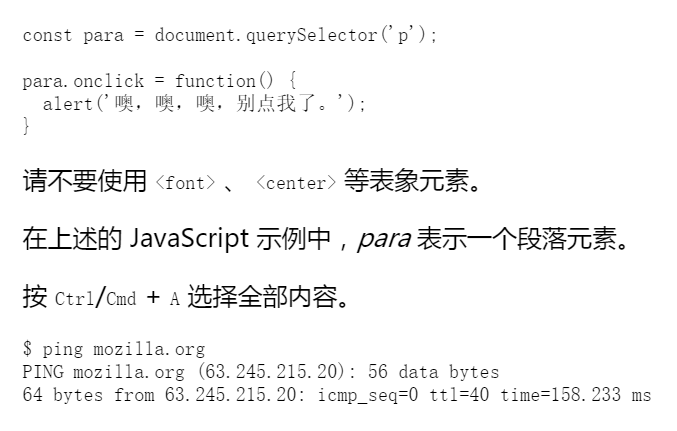 const para = document.querySelector('p');
para.onclick = function() {
  alert('噢，噢，噢，别点我了。');
}
请不要使用 <font> 、 <center> 等表象元素。
在上述的 JavaScript 示例中，para 表示一个段落元素。
按 Ctrl/Cmd + A 选择全部内容。
$ ping mozilla.org
PING mozilla.org (63.245.215.20): 56 data bytes
64 bytes from 63.245.215.20: icmp_seq=0 ttl=40 time=158.233 ms